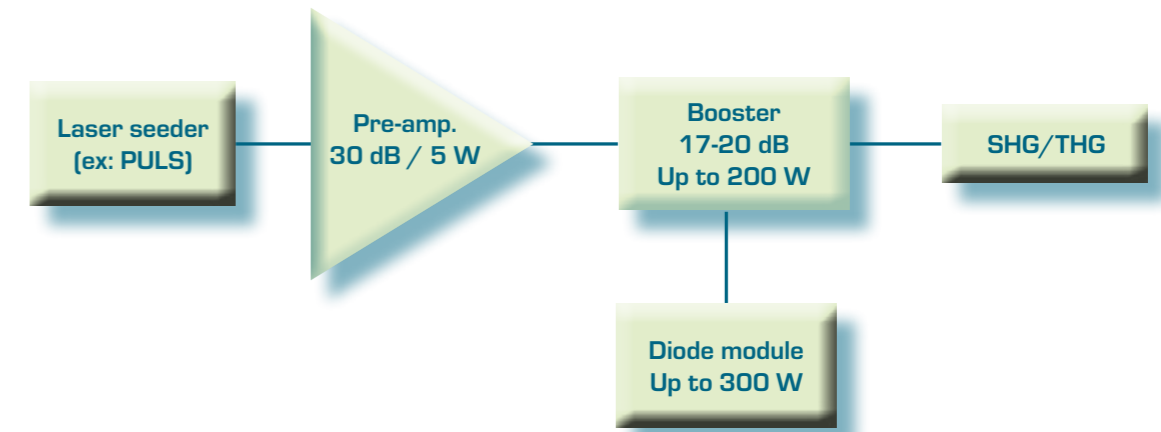 Laser seeder
(ex: PULS)
Pre-amp.
30 dB / 5 W
Booster
17-20 dB
Up to 200 W
SHG/THG
Diode module
Up to 300 W